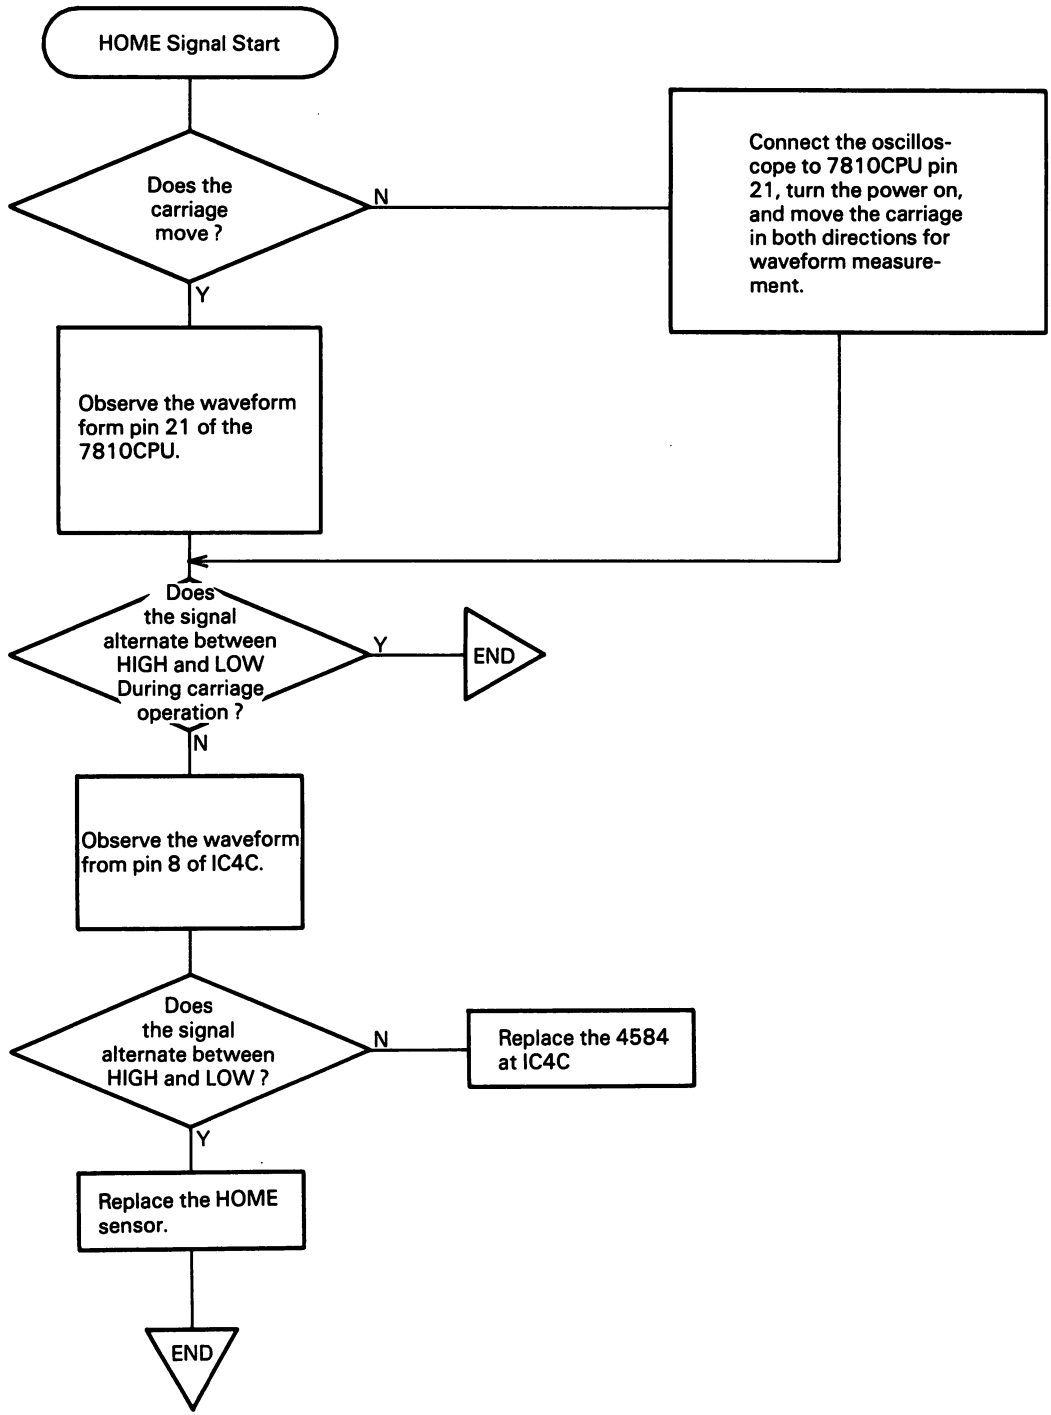 HOME Signal Start
Does the
carriage
move ?
N
Connect the oscillos-
cope to 7810CPU pin
21, turn the power on,
and move the carriage
in both directions for
waveform measure-
ment.
Y
Observe the waveform
form pin 21 of the
7810CPU.
Does
the signal
alternate between
HIGH and LOW
During carriage
operation ?
Y
END
N
Observe the waveform
from pin 8 of IC4C.
Does
the signal
alternate between
HIGH and LOW ?
N
Replace the 4584
at IC4C
Y
Replace the HOME
sensor.
END